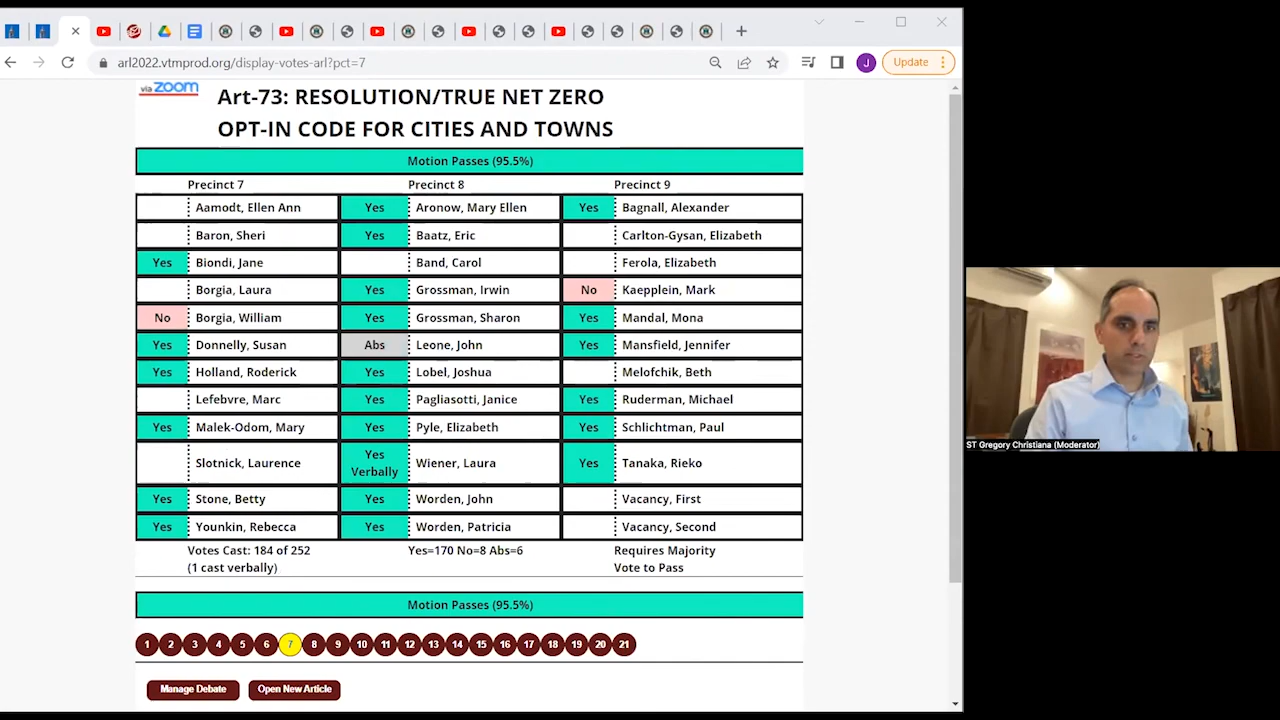 arl2022.vtmprod.org/display-votes-arl?pct=7
J
Update
via zoom
Art-73: RESOLUTION/TRUE NET ZERO
OPT-IN CODE FOR CITIES AND TOWNS
Motion Passes (95.5%)
Precinct 7 Precinct 8 Precinct 9
Aamodt, Ellen Ann Yes Aronow, Mary Ellen Yes Bagnall, Alexander
Baron, Sheri Yes Baatz, Eric Carlton-Gysan, Elizabeth
Yes Biondi, Jane Band, Carol Ferola, Elizabeth
Borgia, Laura Yes Grossman, Irwin No Kaepplein, Mark
No Borgia, William Yes Grossman, Sharon Yes Mandal, Mona
Yes Donnelly, Susan Abs Leone, John Yes Mansfield, Jennifer
Yes Holland, Roderick Yes Lobel, Joshua Melofchik, Beth
Lefebvre, Marc Yes Pagliasotti, Janice Yes Ruderman, Michael
Yes Malek-Odom, Mary Yes Pyle, Elizabeth Yes Schlichtman, Paul
Slotnick, Laurence Yes Verbally Wiener, Laura Yes Tanaka, Rieko
Yes Stone, Betty Yes Worden, John Vacancy, First
Yes Younkin, Rebecca Yes Worden, Patricia Vacancy, Second
Votes Cast: 184 of 252 Yes=170 No=8 Abs=6 Requires Majority
(1 cast verbally) Vote to Pass
Motion Passes (95.5%)
1 2 3 4 5 6 7 8 9 10 11 12 13 14 15 16 17 18 19 20 21
Manage Debate Open New Article
ST Gregory Christiana (Moderator)